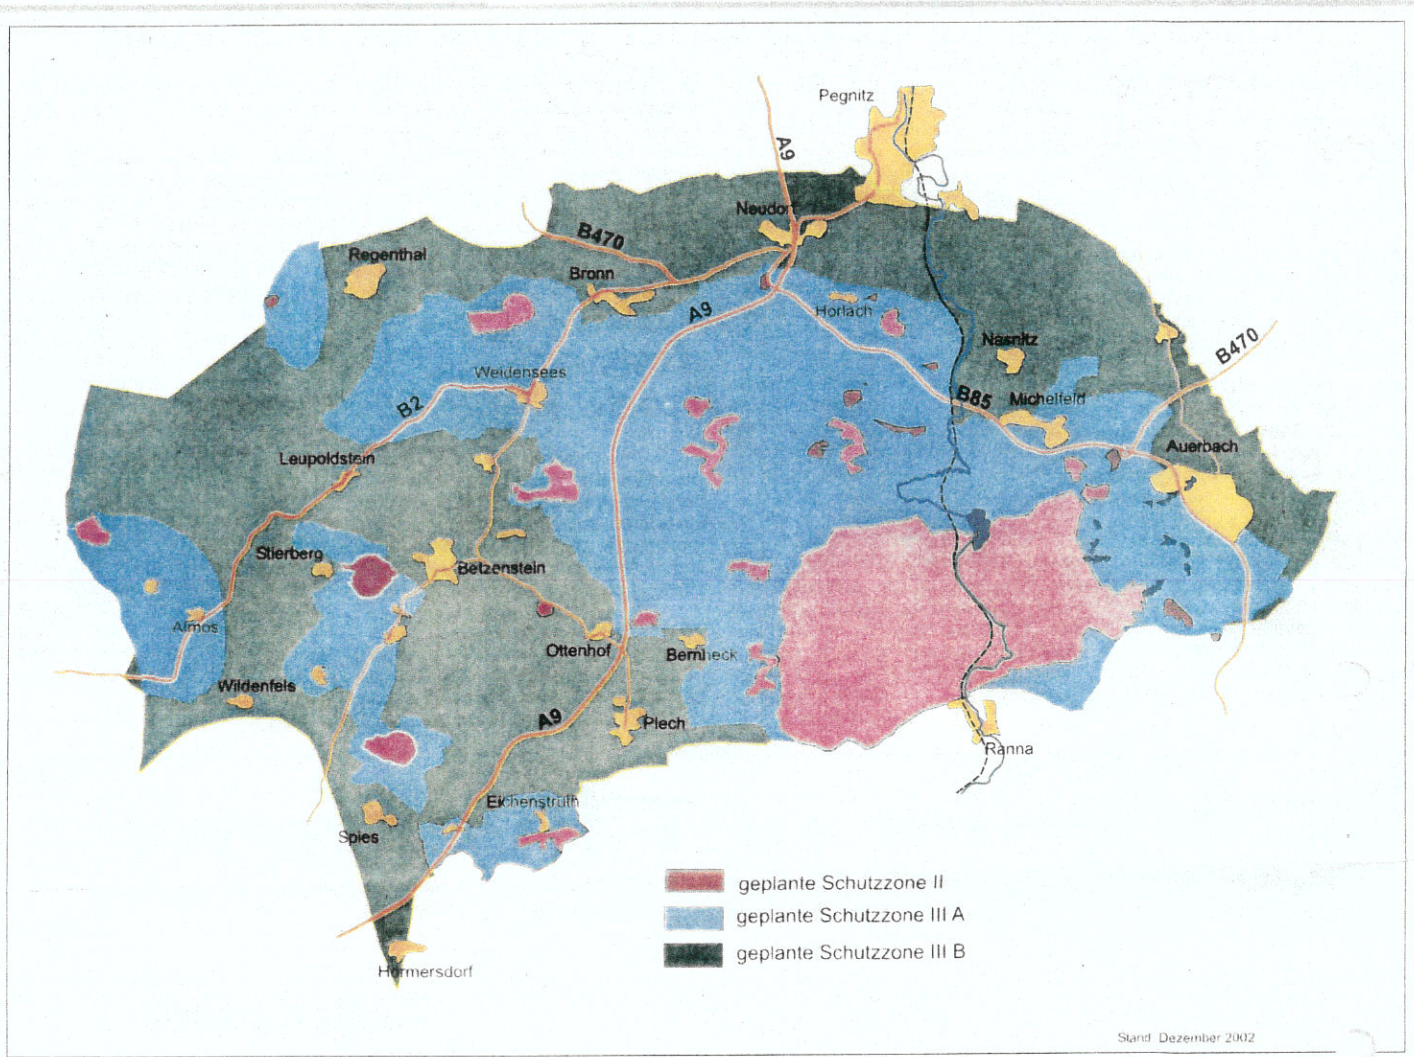 Pegnitz
A9
Neudorf
B470
Regenthal
Bronn
A9
Horlach
Nasnitz
B470
Weidensees
B2
B85
Michelfeld
Auerbach
Leupoldstein
Stierberg
Betzenstein
Almos
Ottenhof
Bernheck
Wildenfels
A9
Plech
Ranna
Eichenstruth
Spies
geplante Schutzzone II
geplante Schutzzone III A
geplante Schutzzone III B
Hormersdorf
Stand Dezember 2002